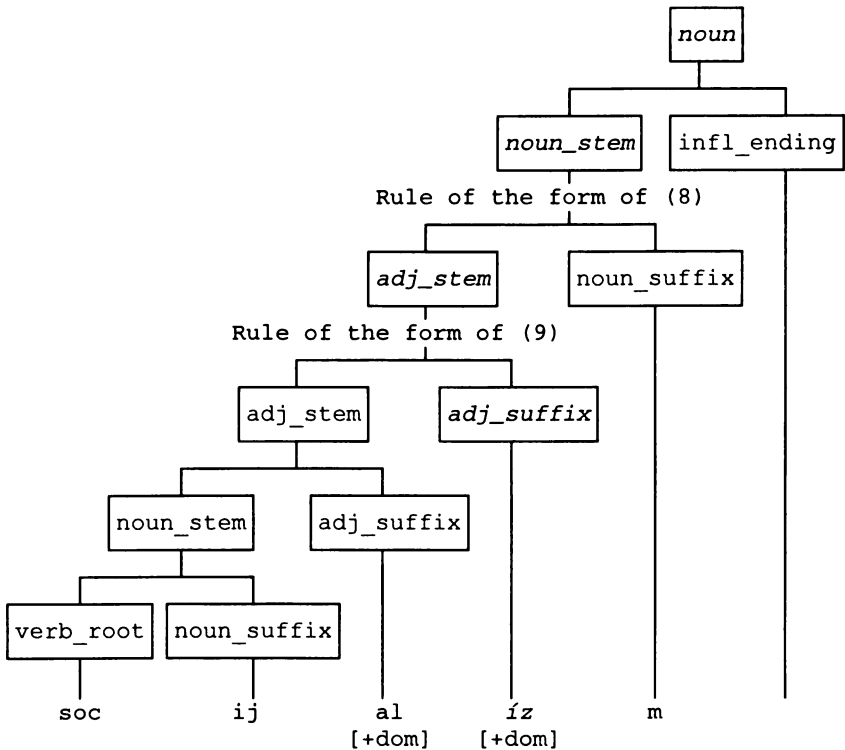 noun
noun_stem infl_ending
Rule of the form of (8)
adj_stem noun_suffix
Rule of the form of (9)
adj_stem adj_suffix
noun_stem adj_suffix
verb_root noun_suffix
soc ij al íz m
[+dom] [+dom]